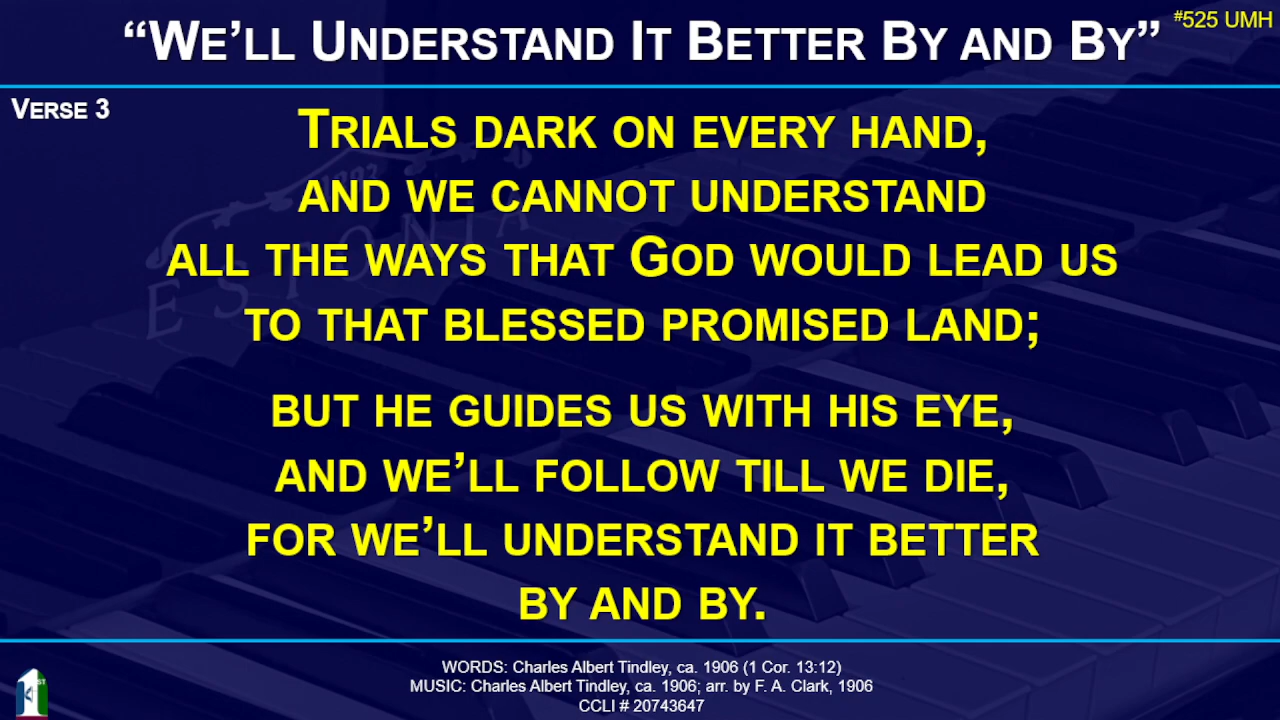 “We’ll Understand It Better By and By”
#525 UMH
Verse 3
Trials dark on every hand,
and we cannot understand
all the ways that God would lead us
to that blessed promised land;
but he guides us with his eye,
and we’ll follow till we die,
for we’ll understand it better
by and by.
ESTONIA
WORDS: Charles Albert Tindley, ca. 1906 (1 Cor. 13:12)
MUSIC: Charles Albert Tindley, ca. 1906; arr. by F. A. Clark, 1906
CCLI # 20743647
1ST